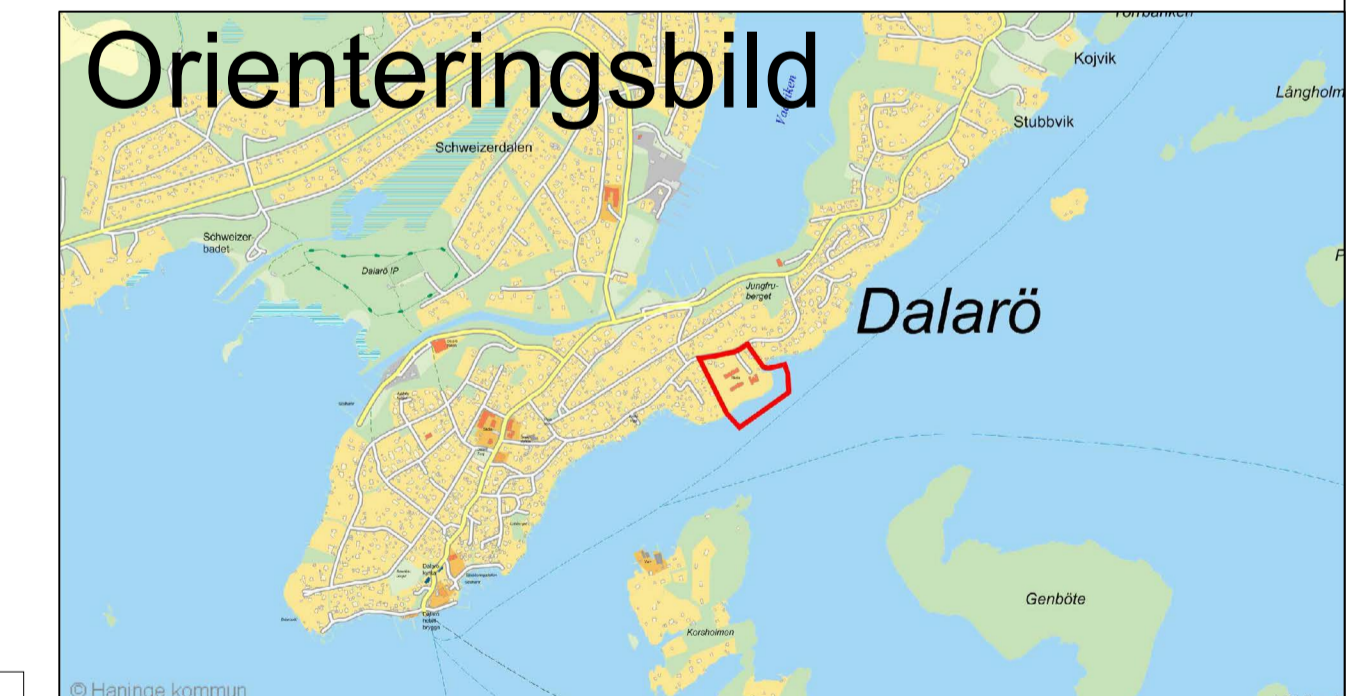 Orienteringsbild
Kojvik
Långholm
Stubbvik
Schweizerdalen
Schweizer-
badet
Dalarö IP
Jungfru-
berget
Dalarö
Genböte
Korsholmen
© Haninge kommun